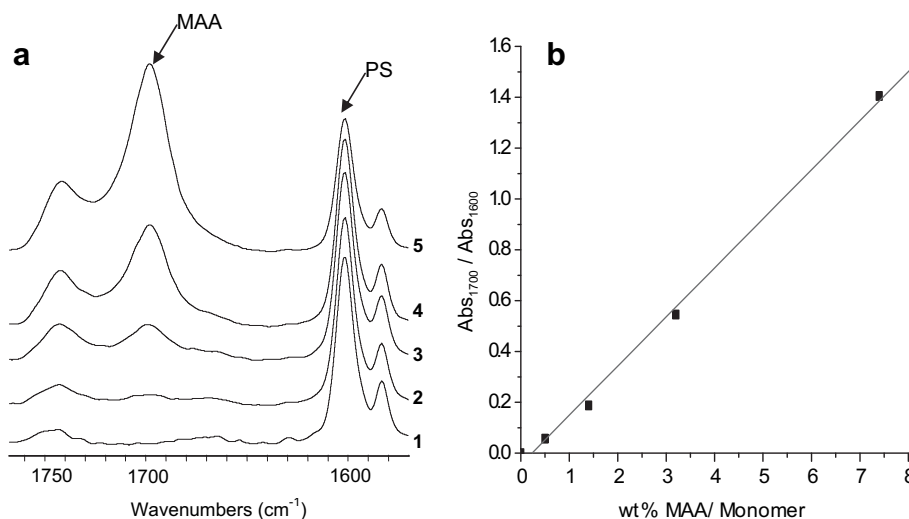 a
MAA
PS
5
4
3
2
1
1750
1700
1600
Wavenumbers (cm⁻¹)
b
1.6
1.4
1.2
1.0
0.8
0.6
0.4
0.2
0.0
Abs₁₇₀₀ / Abs₁₆₀₀
0 1 2 3 4 5 6 7 8
wt% MAA/ Monomer